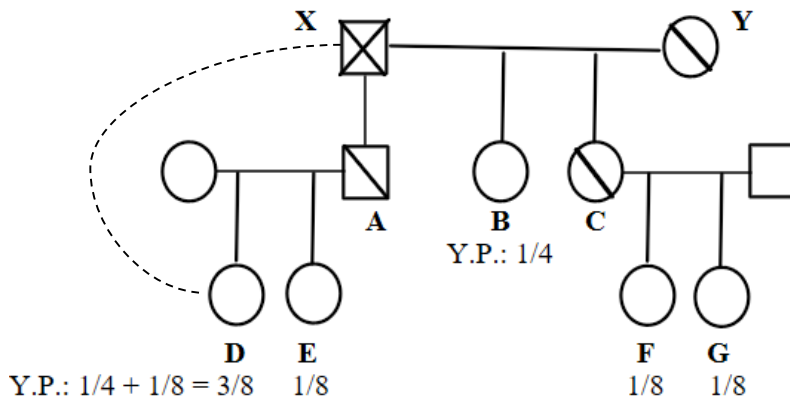 X Y
A B C
Y.P.: 1/4
D E F G
Y.P.: 1/4 + 1/8 = 3/8 1/8 1/8 1/8